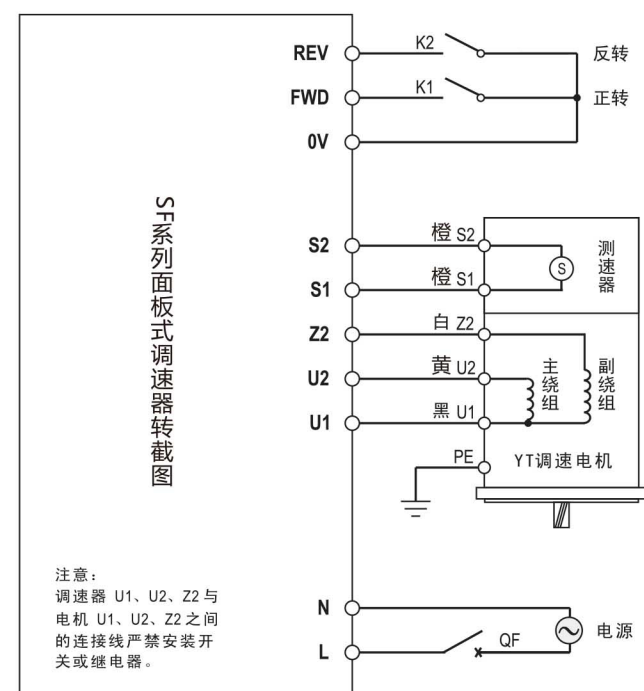 REV K2 反转
FWD K1 正转
0V
SF系列面板式调速器转截图
S2 橙 S2
S1 橙 S1
S
测速器
Z2 白 Z2
U2 黄 U2
U1 黑 U1
主绕组
副绕组
PE YT调速电机
注意：
调速器 U1、U2、Z2 与
电机 U1、U2、Z2 之间
的连接线严禁安装开
关或继电器。
N
L QF 电源